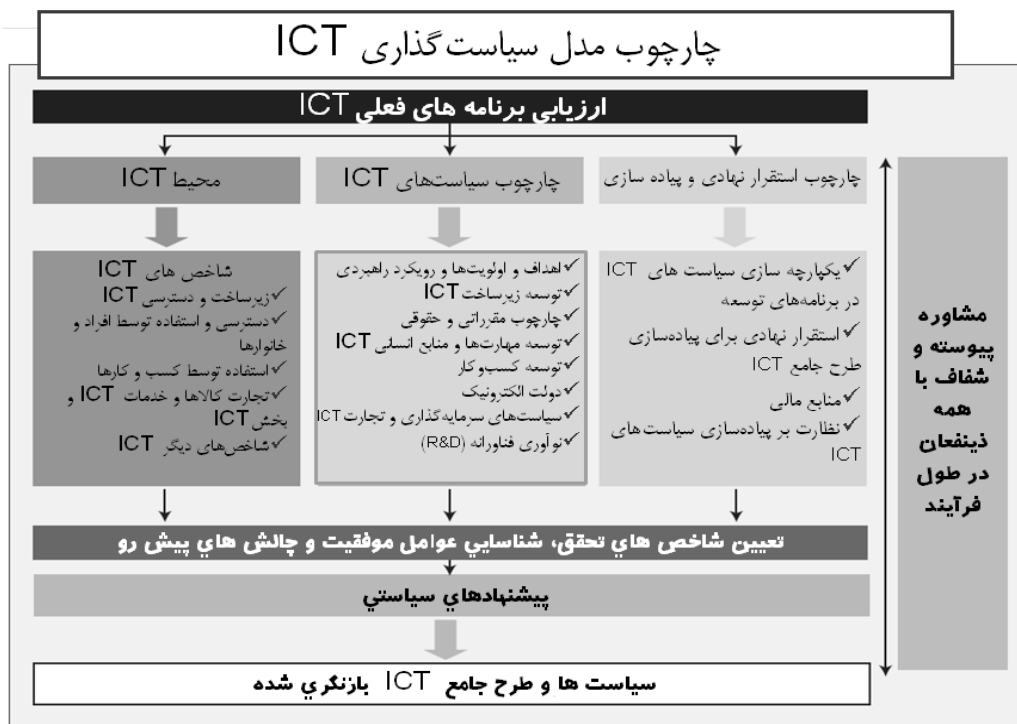 چارچوب مدل سیاست‌گذاری ICT
ارزیابی برنامه های فعلی ICT
چارچوب استقرار نهادی و پیاده سازی
چارچوب سیاست‌های ICT
محیط ICT
✓یکپارچه سازی سیاست های ICT
در برنامه‌های توسعه
✓استقرار نهادی برای پیاده‌سازی
طرح جامع ICT
✓منابع مالی
✓نظارت بر پیاده‌سازی سیاست‌های
ICT
✓اهداف و اولویت‌ها و رویکرد راهبردی
✓توسعه زیرساخت ICT
✓چارچوب مقرراتی و حقوقی
✓توسعه مهارت‌ها و منابع انسانی ICT
✓توسعه کسب‌وکار
✓دولت الکترونیک
✓سیاست‌های سرمایه‌گذاری و تجارت ICT
✓نوآوری فناورانه (R&D)
شاخص های ICT
✓زیرساخت و دسترسی ICT
✓دسترسی و استفاده توسط افراد و
خانوارها
✓استفاده توسط کسب و کارها
✓تجارت کالاها و خدمات ICT و
بخش ICT
✓شاخص‌های دیگر ICT
مشاوره
پیوسته و
شفاف با
همه
ذینفعان
در طول
فرآیند
تعیین شاخص هاي تحقق، شناسايي عوامل موفقیت و چالش هاي پیش رو
پیشنهادهاي سیاستي
سیاست ها و طرح جامع ICT بازنگري شده